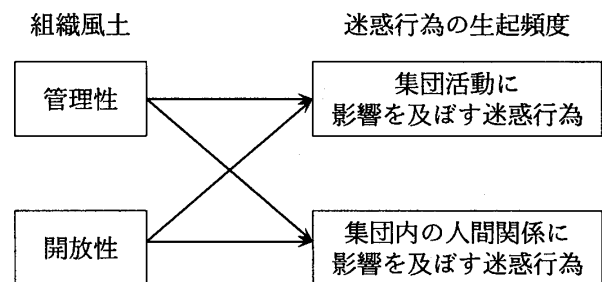 組織風土
迷惑行為の生起頻度
管理性
集団活動に
影響を及ぼす迷惑行為
開放性
集団内の人間関係に
影響を及ぼす迷惑行為